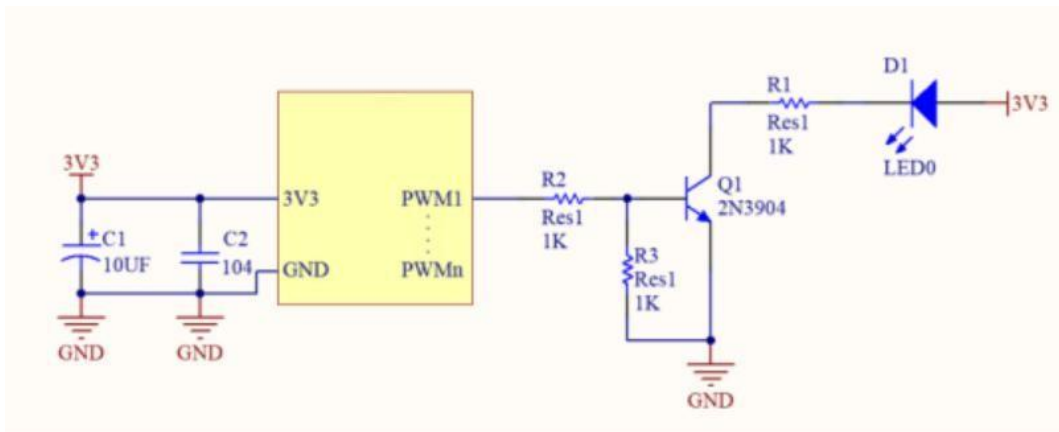 D1
R1
3V3
Res1
1K
LED0
3V3
R2
Q1
3V3
PWM1
2N3904
Res1
1K
C1
C2
R3
10UF
104
GND
PWMn
Res1
1K
GND
GND
GND